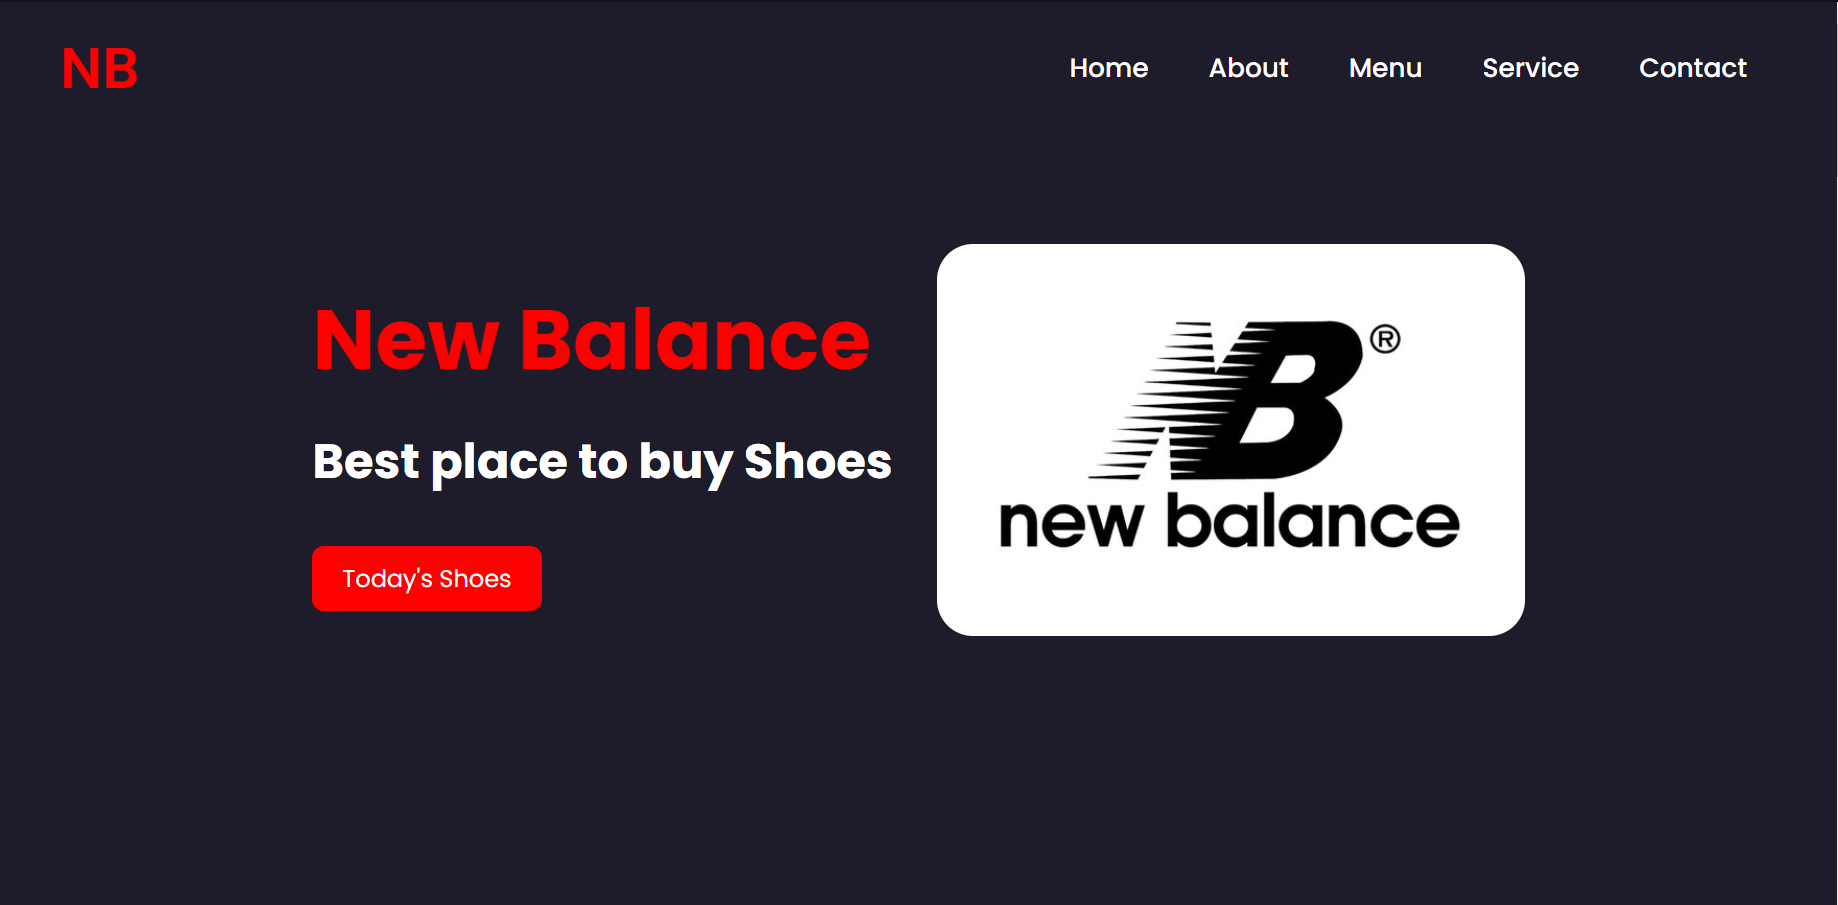 NB
Home About Menu Service Contact
New Balance
Best place to buy Shoes
Today's Shoes
NB ®
new balance